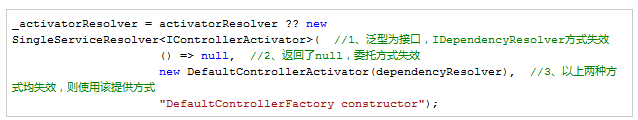 _activatorResolver = activatorResolver ?? new
SingleServiceResolver<IControllerActivator>(  //1、泛型为接口，IDependencyResolver方式失效
() => null,  //2、返回了null，委托方式失效
new DefaultControllerActivator(dependencyResolver),  //3、以上两种方
式均失效，则使用该提供方式
"DefaultControllerFactory constructor");